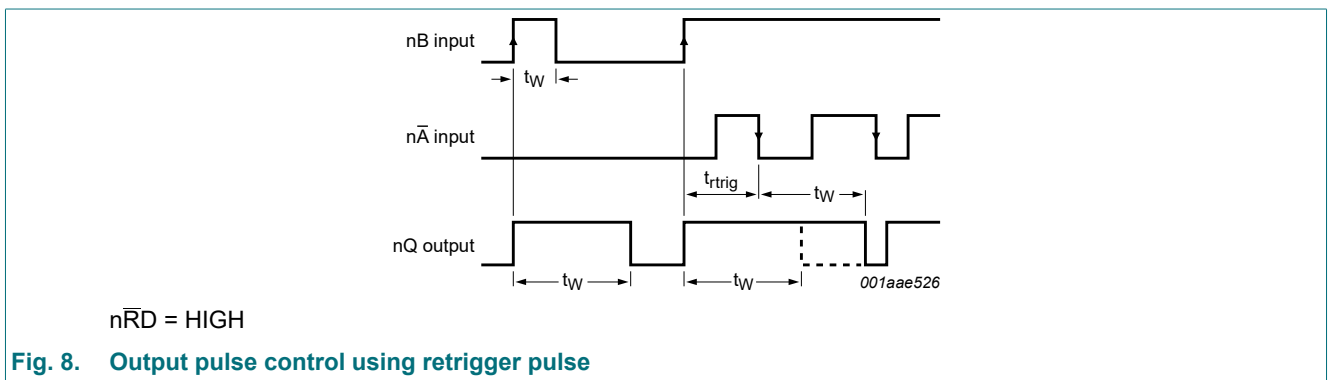 nB input
tW
nA̅ input
trtrig
tW
nQ output
tW
tW
001aae526
nR̅D̅ = HIGH
Fig. 8. Output pulse control using retrigger pulse